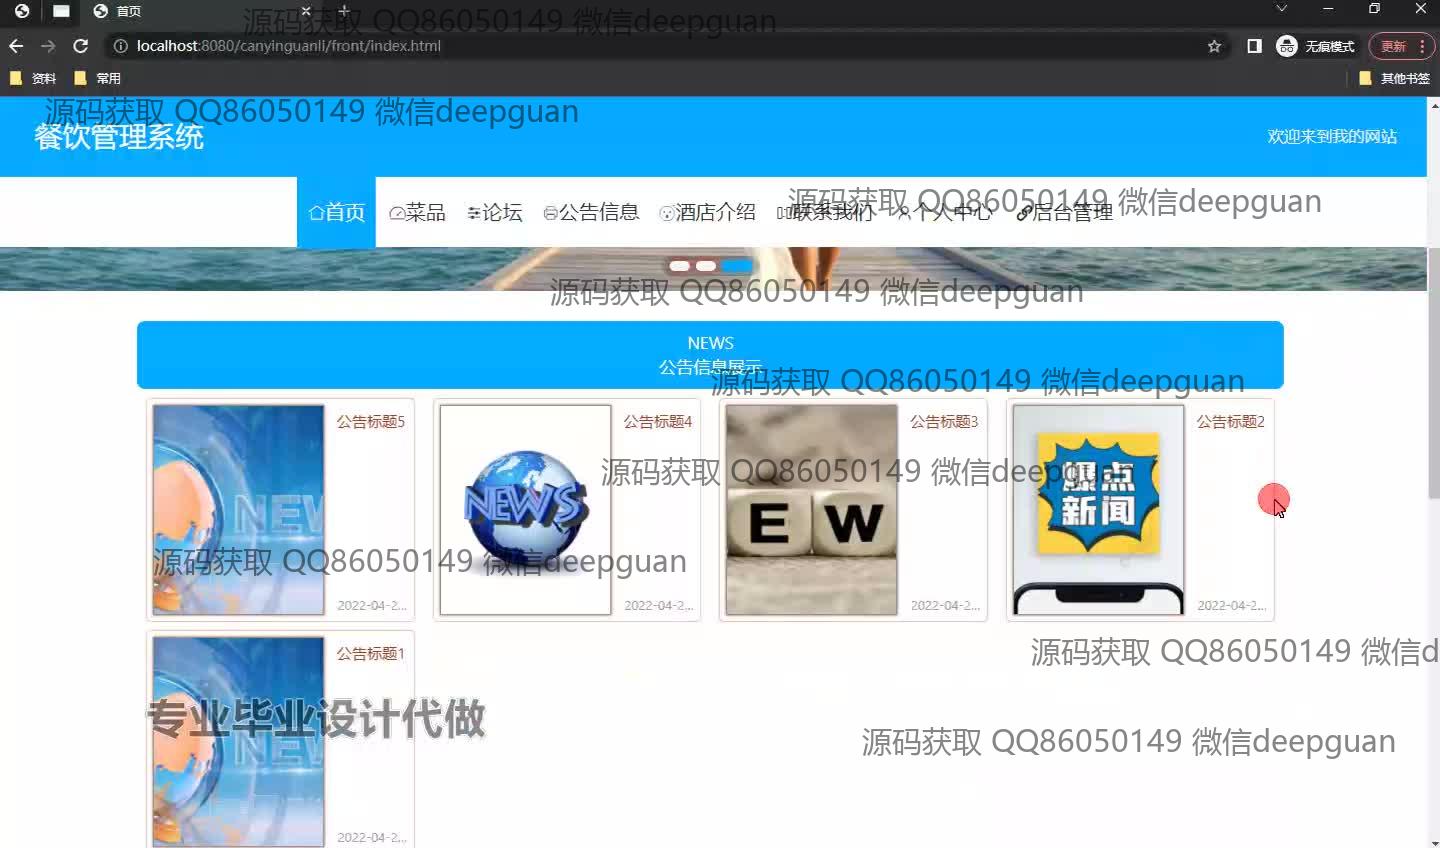 首页
源码获取 QQ86050149 微信deepguan
localhost:8080/canyinguanli/front/index.html
无痕模式
更新
资料
常用
其他书签
源码获取 QQ86050149 微信deepguan
餐饮管理系统
欢迎来到我的网站
源码获取 QQ86050149 微信deepguan
首页
菜品
论坛
公告信息
酒店介绍
联系我们
个人中心
后台管理
源码获取 QQ86050149 微信deepguan
NEWS
公告信息展示
源码获取 QQ86050149 微信deepguan
公告标题5
公告标题4
公告标题3
公告标题2
源码获取 QQ86050149 微信deepguan
NEW
NEWS
E W
爆点
新闻
源码获取 QQ86050149 微信deepguan
2022-04-2...
2022-04-2...
2022-04-2...
2022-04-2...
公告标题1
源码获取 QQ86050149 微信d
专业毕业设计代做
NEW
源码获取 QQ86050149 微信deepguan
2022-04-2...